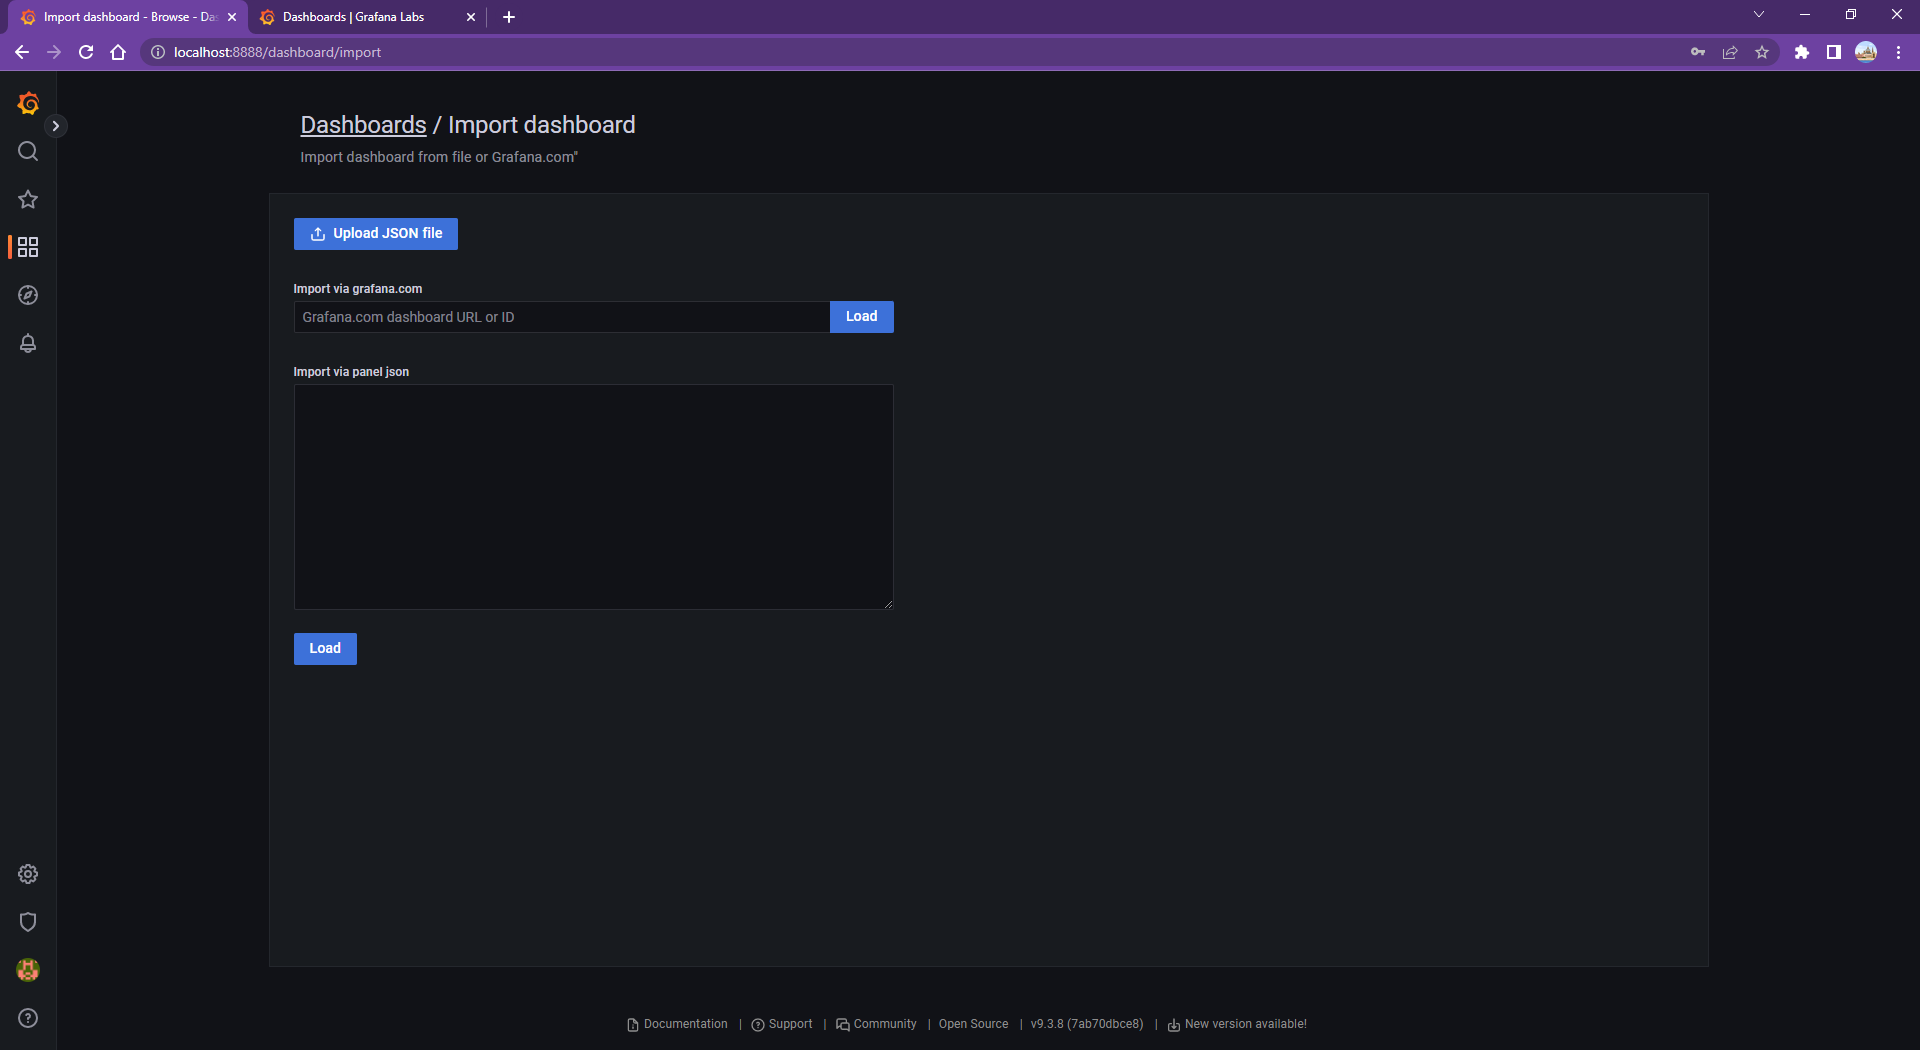 Import dashboard - Browse - Das
Dashboards | Grafana Labs
localhost:8888/dashboard/import
Dashboards / Import dashboard
Import dashboard from file or Grafana.com"
Upload JSON file
Import via grafana.com
Grafana.com dashboard URL or ID
Load
Import via panel json
Load
Documentation | Support | Community | Open Source | v9.3.8 (7ab70dbce8) | New version available!